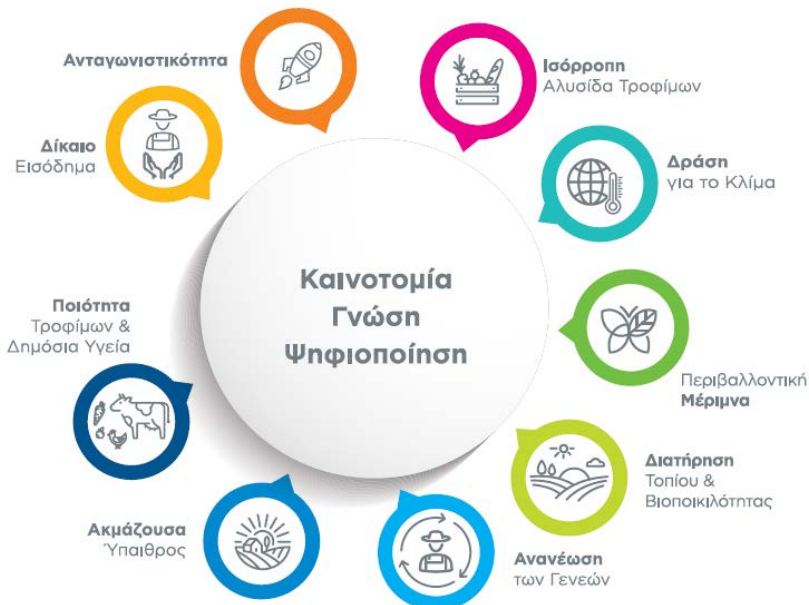 Ανταγωνιστικότητα
Ισόρροπη
Αλυσίδα Τροφίμων
Δίκαιο
Εισόδημα
Δράση
για το Κλίμα
Καινοτομία
Γνώση
Ψηφιοποίηση
Ποιότητα
Τροφίμων &
Δημόσια Υγεία
Περιβαλλοντική
Μέριμνα
Διατήρηση
Τοπίου &
Βιοποικιλότητας
Ακμάζουσα
Ύπαιθρος
Ανανέωση
των Γενεών